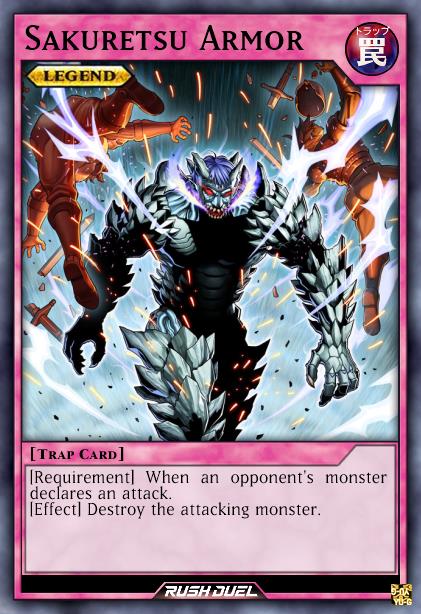 Sakuretsu Armor
トラップ
罠
LEGEND
[Trap Card]
[Requirement] When an opponent's monster
declares an attack.
[Effect] Destroy the attacking monster.
RUSH DUEL